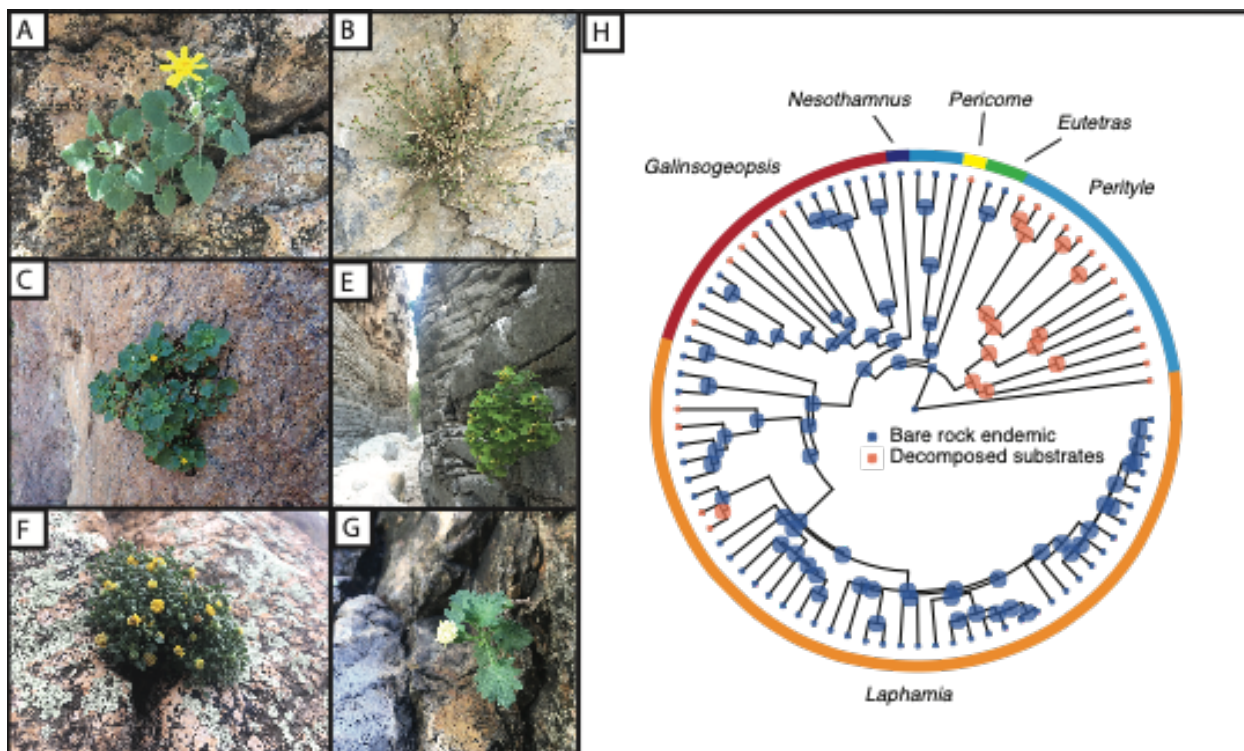 A
B
C
E
F
G
H
Nesothamnus
Pericome
Eutetras
Galinsogeopsis
Perityle
Bare rock endemic
Decomposed substrates
Laphamia